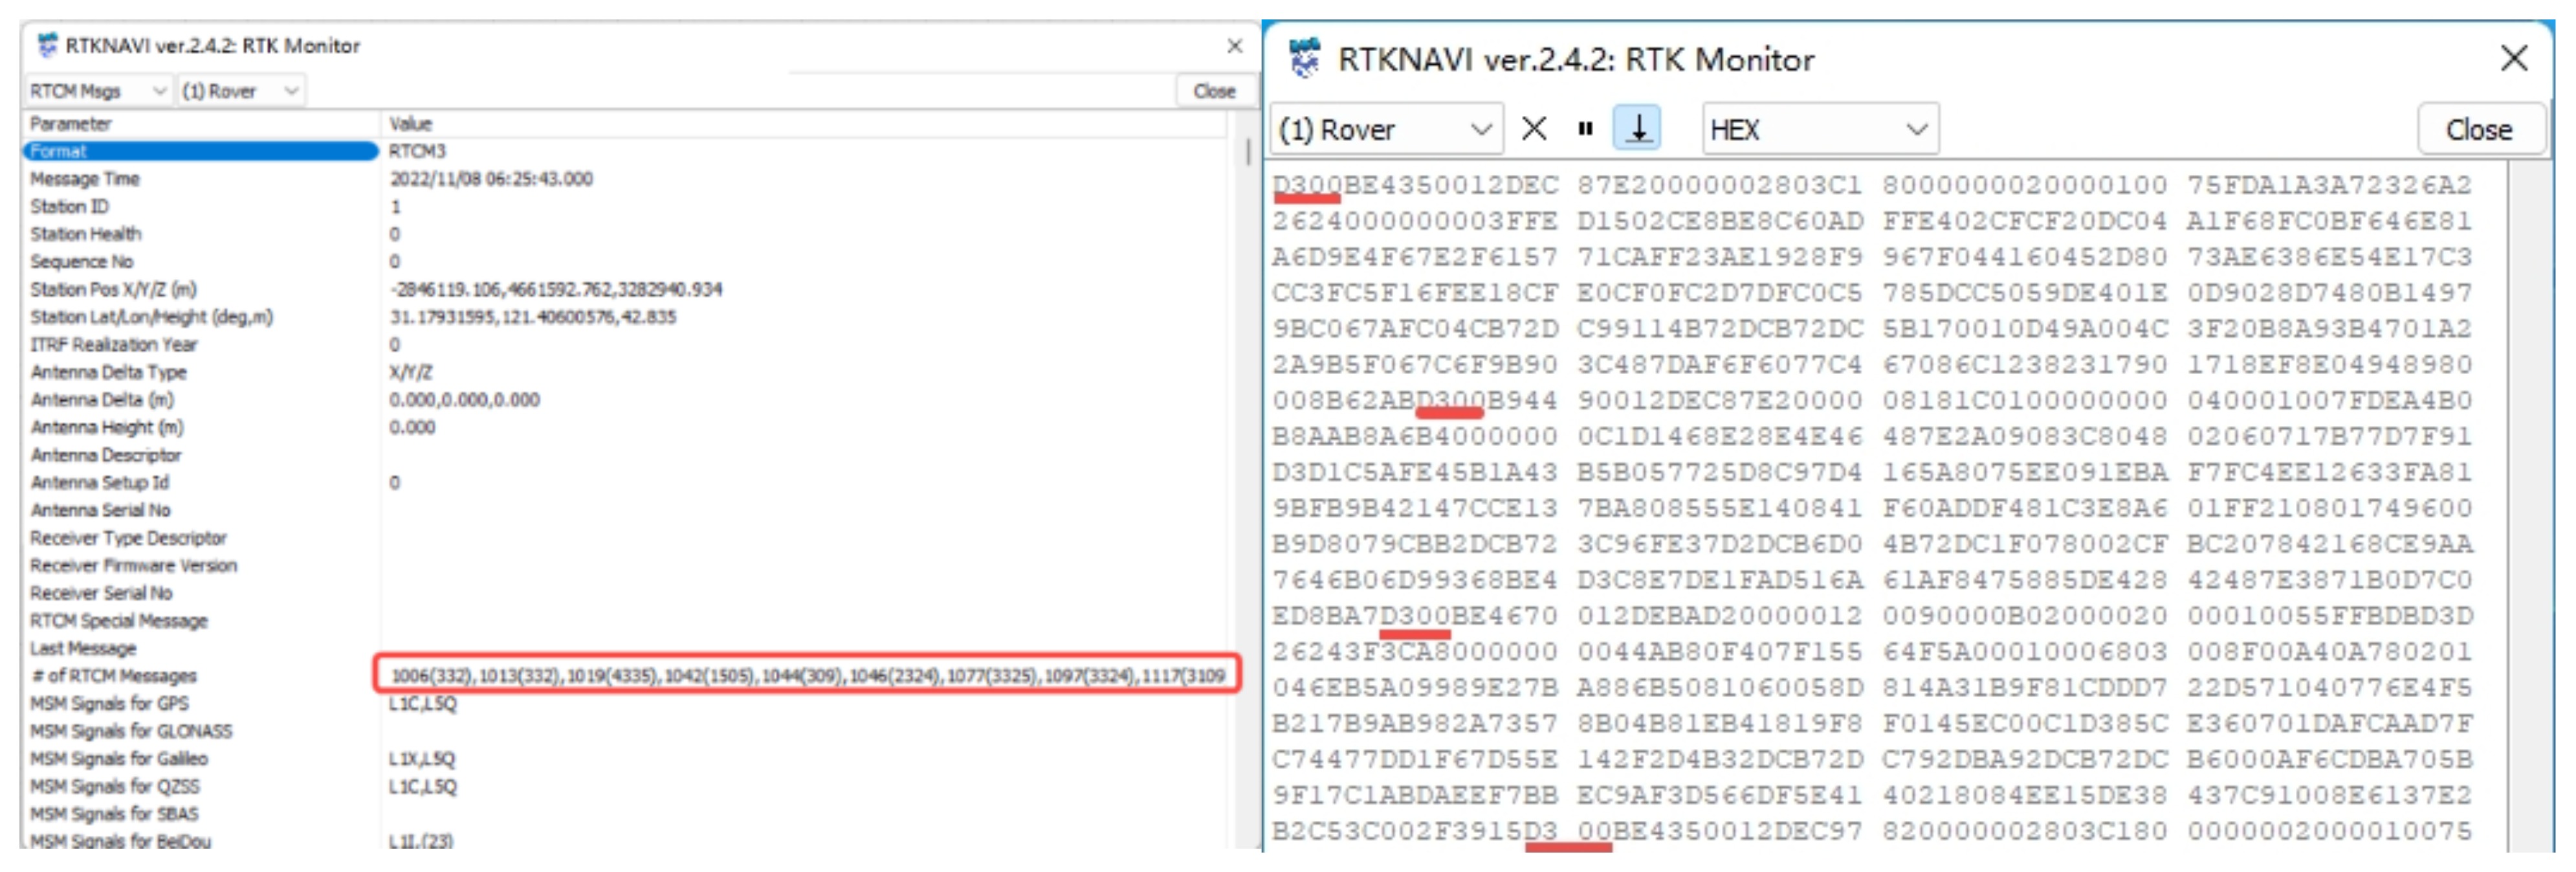 RTKNAVI ver.2.4.2: RTK Monitor
RTCM Msgs (1) Rover Close
Parameter Value
Format RTCM3
Message Time 2022/11/08 06:25:43.000
Station ID 1
Station Health 0
Sequence No 0
Station Pos X/Y/Z (m) -2846119.106,4661592.762,3282940.934
Station Lat/Lon/Height (deg,m) 31.17931595,121.40600576,42.835
ITRF Realization Year 0
Antenna Delta Type X/Y/Z
Antenna Delta (m) 0.000,0.000,0.000
Antenna Height (m) 0.000
Antenna Descriptor
Antenna Setup Id 0
Antenna Serial No
Receiver Type Descriptor
Receiver Firmware Version
Receiver Serial No
RTCM Special Message
Last Message
# of RTCM Messages 1006(332),1013(332),1019(4335),1042(1505),1044(309),1046(2324),1077(3325),1097(3324),1117(3109
MSM Signals for GPS L1C,L5Q
MSM Signals for GLONASS
MSM Signals for Galileo L1X,L5Q
MSM Signals for QZSS L1C,L5Q
MSM Signals for SBAS
MSM Signals for BeiDou L1I,(23)
RTKNAVI ver.2.4.2: RTK Monitor
(1) Rover HEX Close
D300BE4350012DEC 87E20000002803C1 8000000020000100 75FDA1A3A72326A2
2624000000003FFE D1502CE8BE8C60AD FFE402CFCF20DC04 A1F68FC0BF646E81
A6D9E4F67E2F6157 71CAFF23AE1928F9 967F044160452D80 73AE6386E54E17C3
CC3FC5F16FEE18CF E0CF0FC2D7DFC0C5 785DCC5059DE401E 0D9028D7480B1497
9BC067AFC04CB72D C99114B72DCB72DC 5B170010D49A004C 3F20B8A93B4701A2
2A9B5F067C6F9B90 3C487DAF6F6077C4 67086C1238231790 1718EF8E04948980
008B62ABD300B944 90012DEC87E20000 08181C0100000000 040001007FDEA4B0
B8AAB8A6B4000000 0C1D1468E28E4E46 487E2A09083C8048 02060717B77D7F91
D3D1C5AFE45B1A43 B5B057725D8C97D4 165A8075EE091EBA F7FC4EE12633FA81
9BFB9B42147CCE13 7BA808555E140841 F60ADDF481C3E8A6 01FF210801749600
B9D8079CBB2DCB72 3C96FE37D2DCB6D0 4B72DC1F078002CF BC207842168CE9AA
7646B06D99368BE4 D3C8E7DE1FAD516A 61AF8475885DE428 42487E3871B0D7C0
ED8BA7D300BE4670 012DEBAD20000012 0090000B02000020 00010055FFBDBD3D
26243F3CA8000000 0044AB80F407F155 64F5A00010006803 008F00A40A780201
046EB5A09989E27B A886B5081060058D 814A31B9F81CDDD7 22D571040776E4F5
B217B9AB982A7357 8B04B81EB41819F8 F0145EC00C1D385C E360701DAFCAAD7F
C74477DD1F67D55E 142F2D4B32DCB72D C792DBA92DCB72DC B6000AF6CDBA705B
9F17C1ABDAEEF7BB EC9AF3D566DF5E41 40218084EE15DE38 437C91008E6137E2
B2C53C002F3915D3 00BE4350012DEC97 820000002803C180 0000002000010075